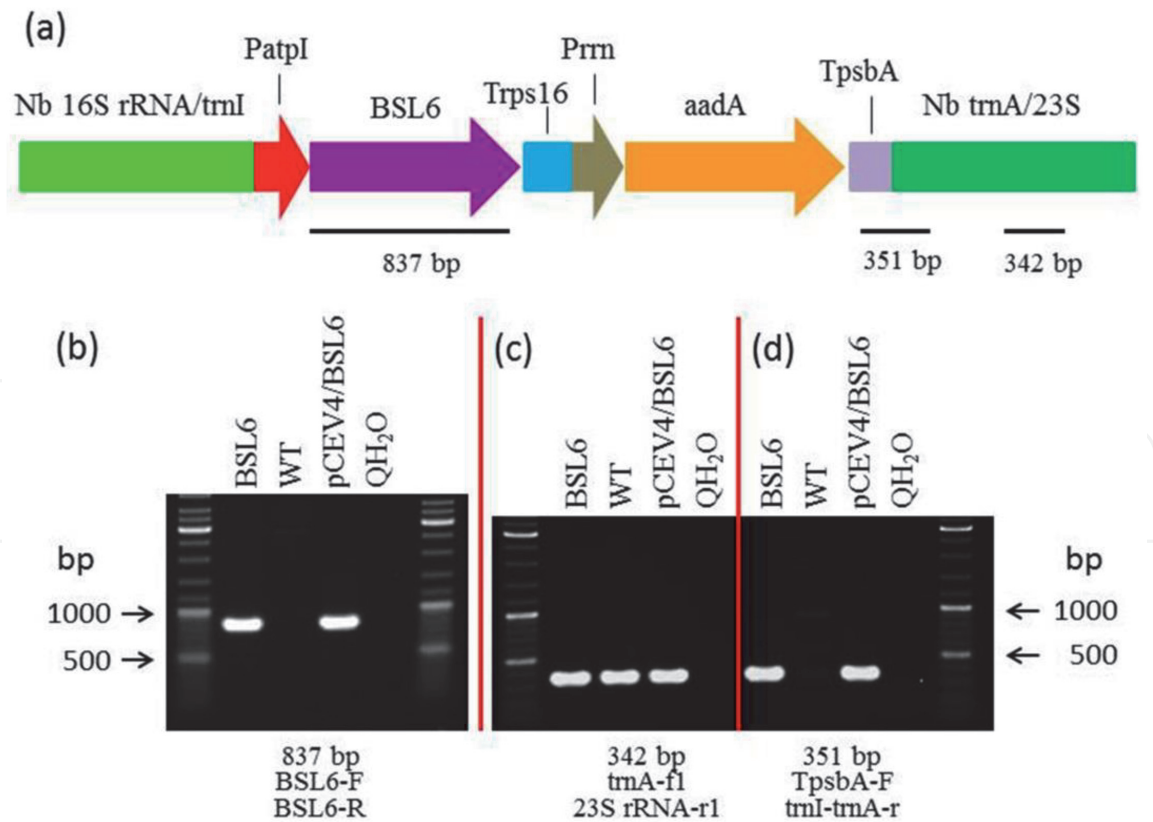 (a)
PatpI
Prrn
TpsbA
Nb 16S rRNA/trnI
BSL6
Trps16
aadA
Nb trnA/23S
837 bp
351 bp
342 bp
(b)
BSL6
WT
pCEV4/BSL6
QH₂O
(c)
BSL6
WT
pCEV4/BSL6
QH₂O
(d)
BSL6
WT
pCEV4/BSL6
QH₂O
bp
1000
500
bp
1000
500
837 bp
BSL6-F
BSL6-R
342 bp
trnA-f1
23S rRNA-r1
351 bp
TpsbA-F
trnI-trnA-r